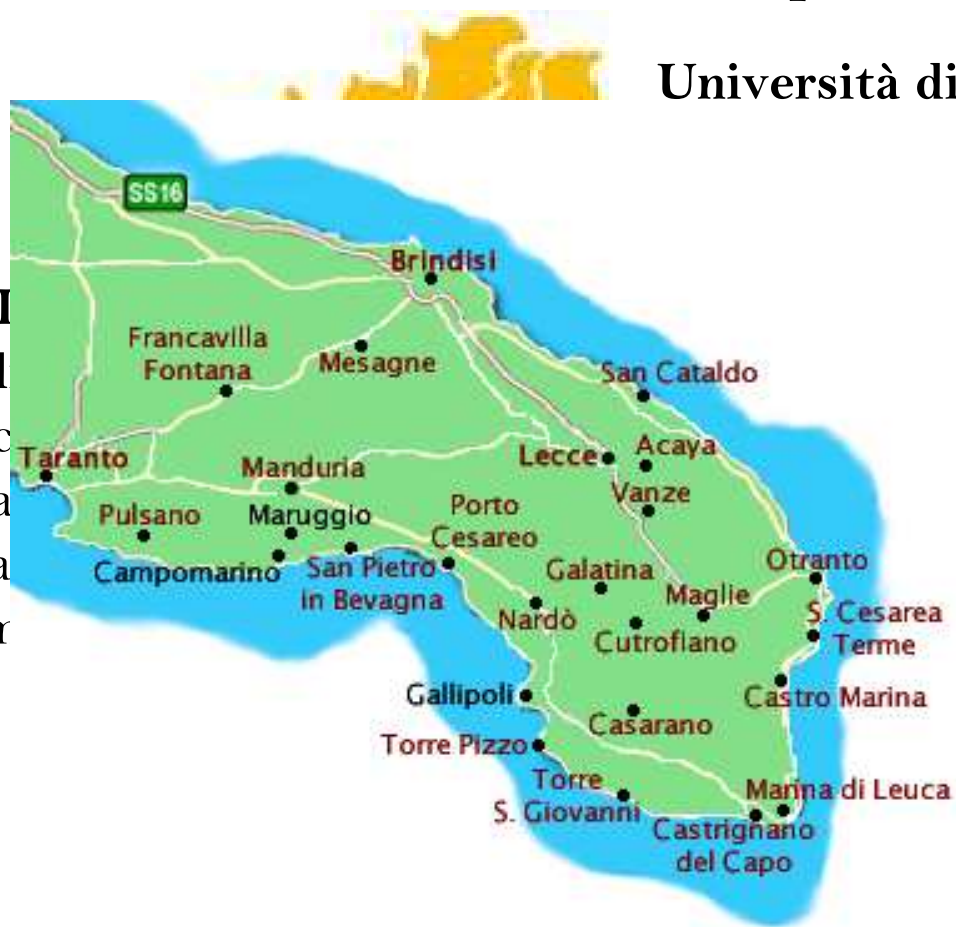 Università di
SS16
Brindisi
Francavilla
Fontana
Mesagne
San Cataldo
Taranto
Manduria
Lecce
Acaya
Vanze
Pulsano
Maruggio
Porto
Cesareo
Campomarino
San Pietro
in Bevagna
Galatina
Otranto
Maglie
Nardò
Cutrofiano
S. Cesarea
Terme
Gallipoli
Castro Marina
Casarano
Torre Pizzo
Torre
S. Giovanni
Marina di Leuca
Castrignano
del Capo